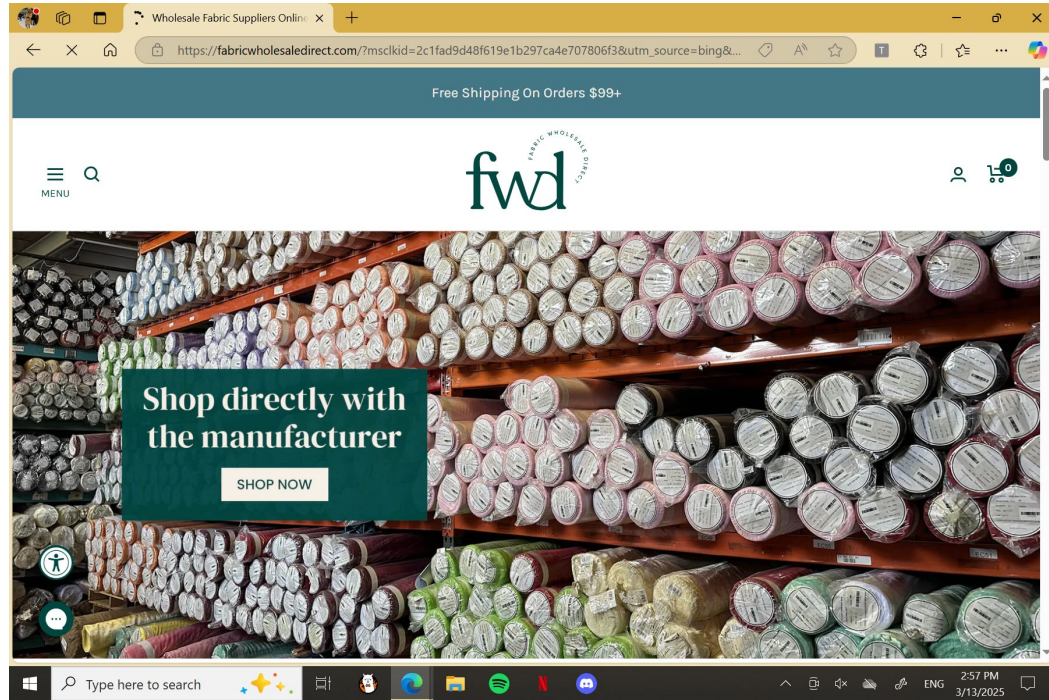 Wholesale Fabric Suppliers Online
https://fabricwholesaledirect.com/?msclkid=2c1fad9d48f619e1b297ca4e707806f3&utm_source=bing&...
Free Shipping On Orders $99+
MENU
FABRIC WHOLESALE DIRECT
fwd
0
Shop directly with
the manufacturer
SHOP NOW
Type here to search
ENG
2:57 PM
3/13/2025